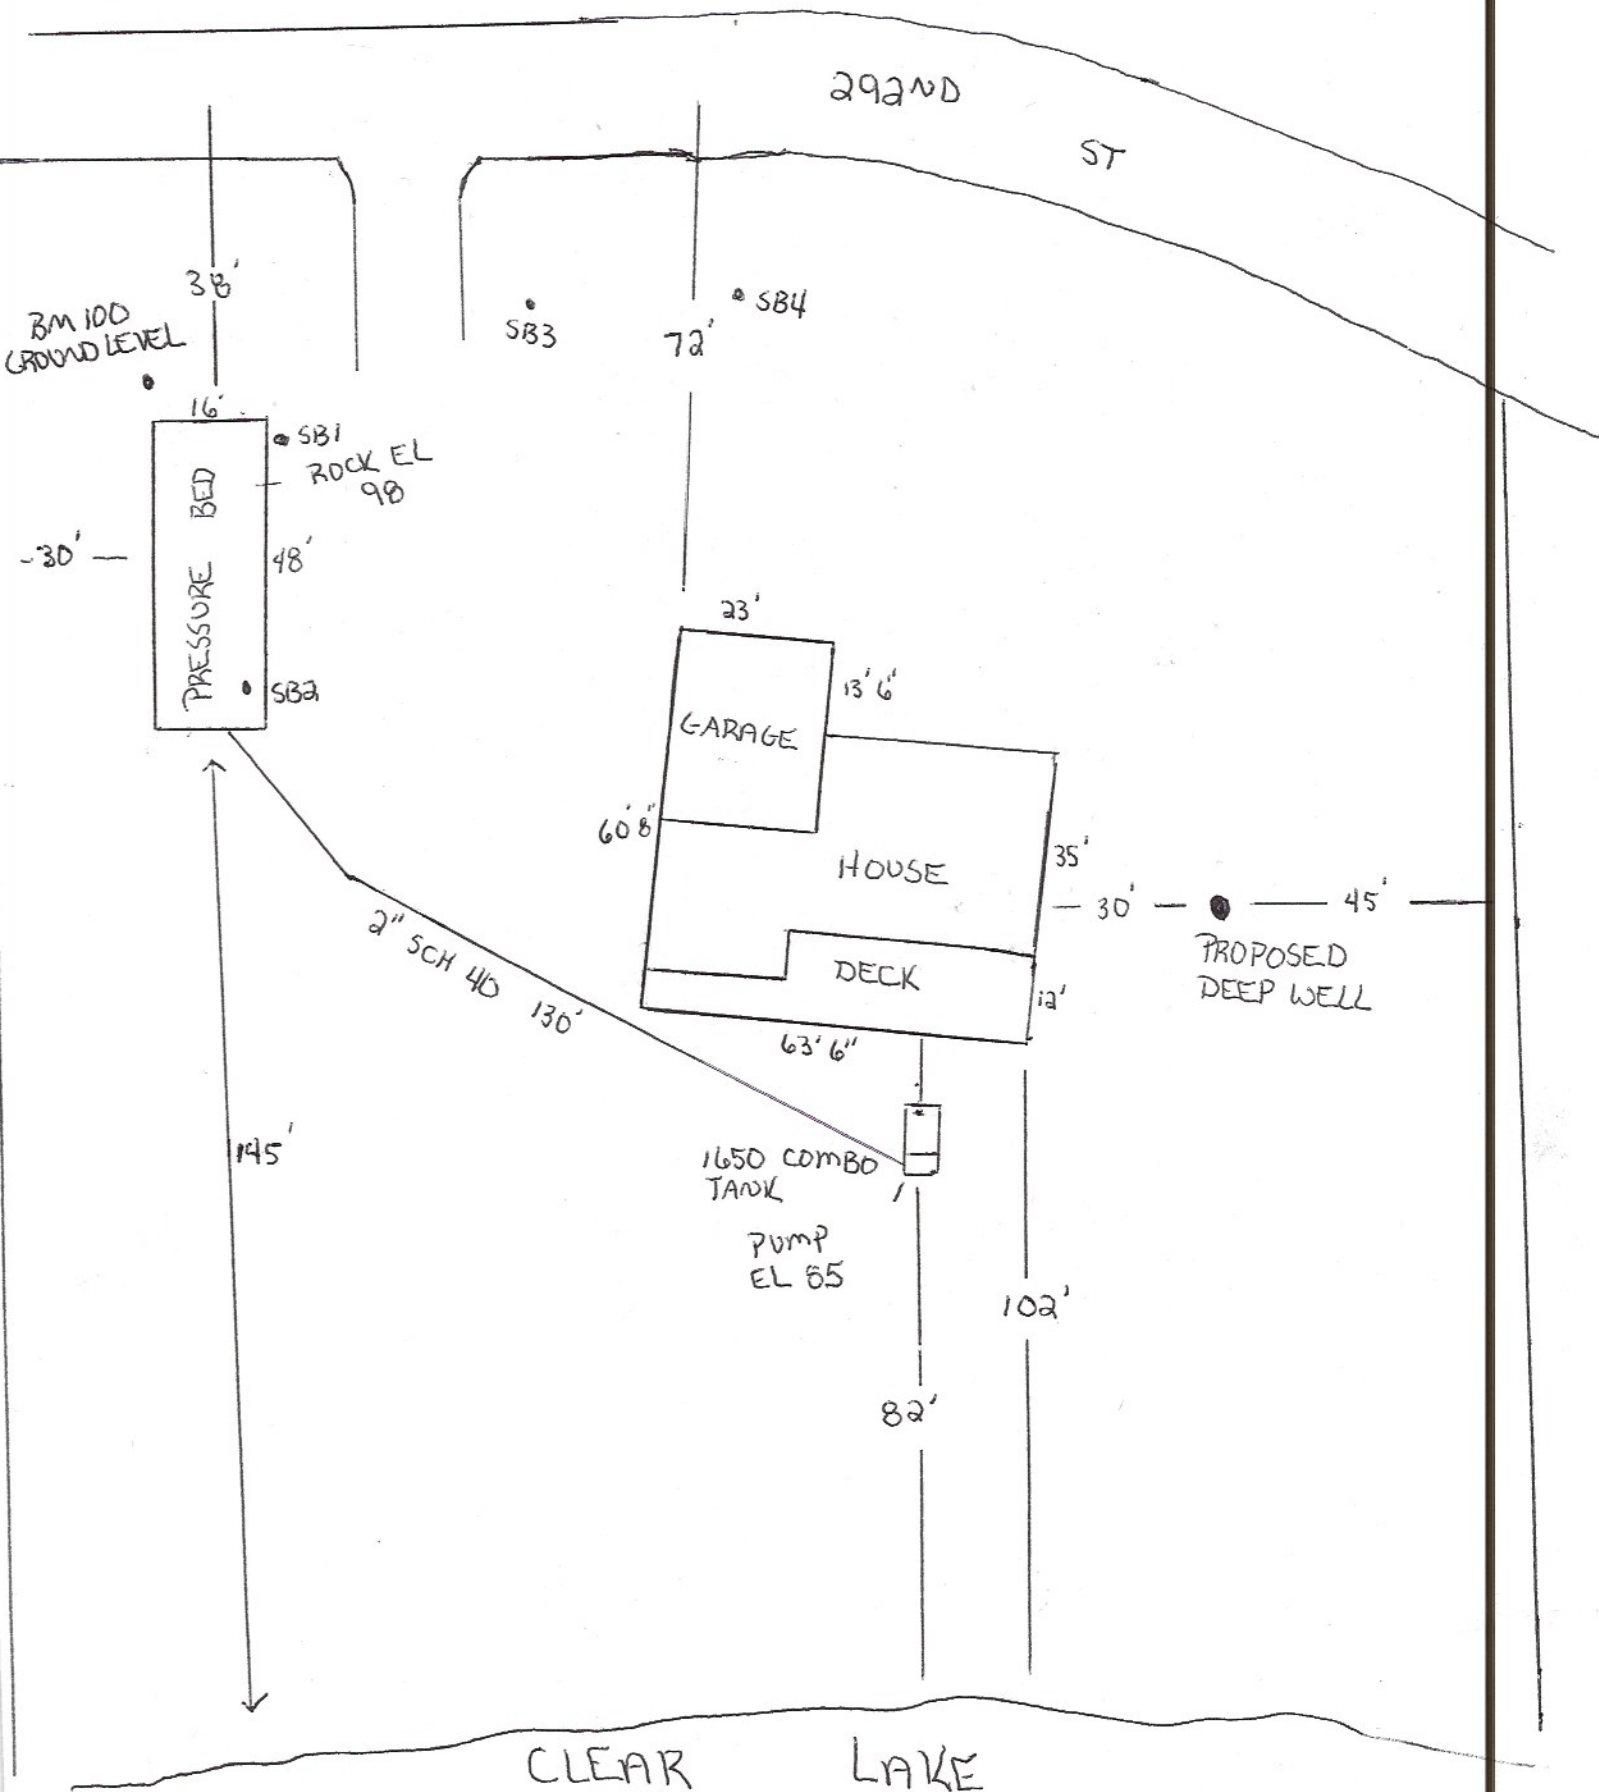 292ND
ST
38'
BM 100
GROUND LEVEL
SB3
72'
SB4
16'
SB1
ROCK EL
98
PRESSURE BED
30'
48'
SB2
23'
13' 6"
GARAGE
60' 8"
HOUSE
35'
30'
45'
PROPOSED
DEEP WELL
DECK
12'
2" SCH 40 130'
63' 6"
145'
1650 COMBO
TANK
PUMP
EL 85
102'
82'
CLEAR LAKE